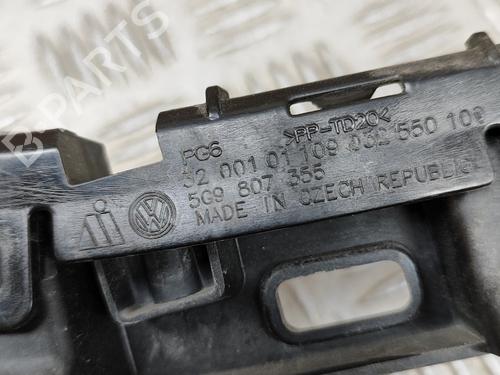 PG6 >PP-TD20<
32 001 01 109 032 550 109
5G9 807 355
MADE IN CZECH REPUBLIC
B PARTS